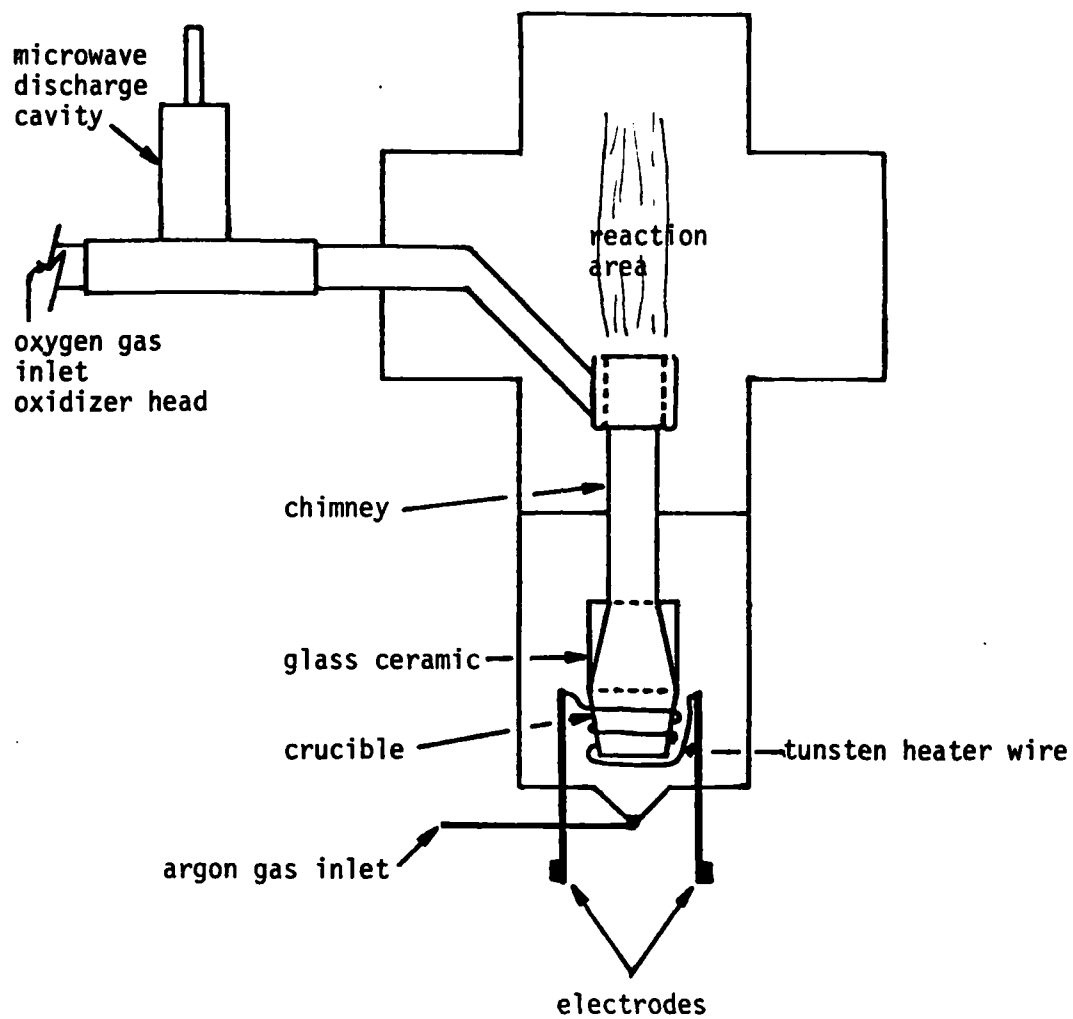 microwave
discharge
cavity
reaction
area
oxygen gas
inlet
oxidizer head
chimney
glass ceramic
crucible
tunsten heater wire
argon gas inlet
electrodes